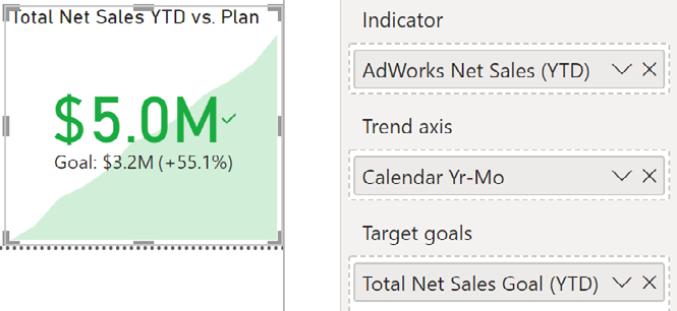 Total Net Sales YTD vs. Plan
$5.0M
Goal: $3.2M (+55.1%)
Indicator
AdWorks Net Sales (YTD)
Trend axis
Calendar Yr-Mo
Target goals
Total Net Sales Goal (YTD)